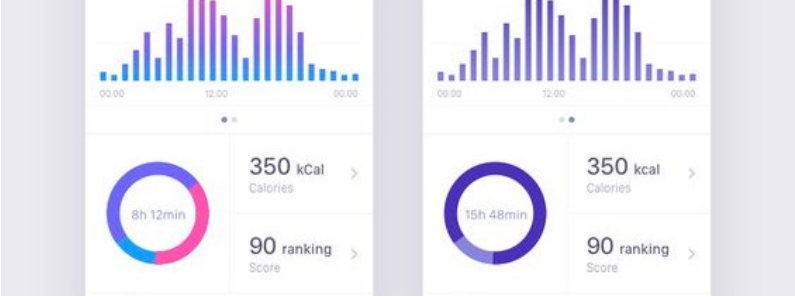 00:00 12:00 00:00
8h 12min
350 kCal
Calories
90 ranking
Score
00:00 12:00 00:00
15h 48min
350 kcal
Calories
90 ranking
Score